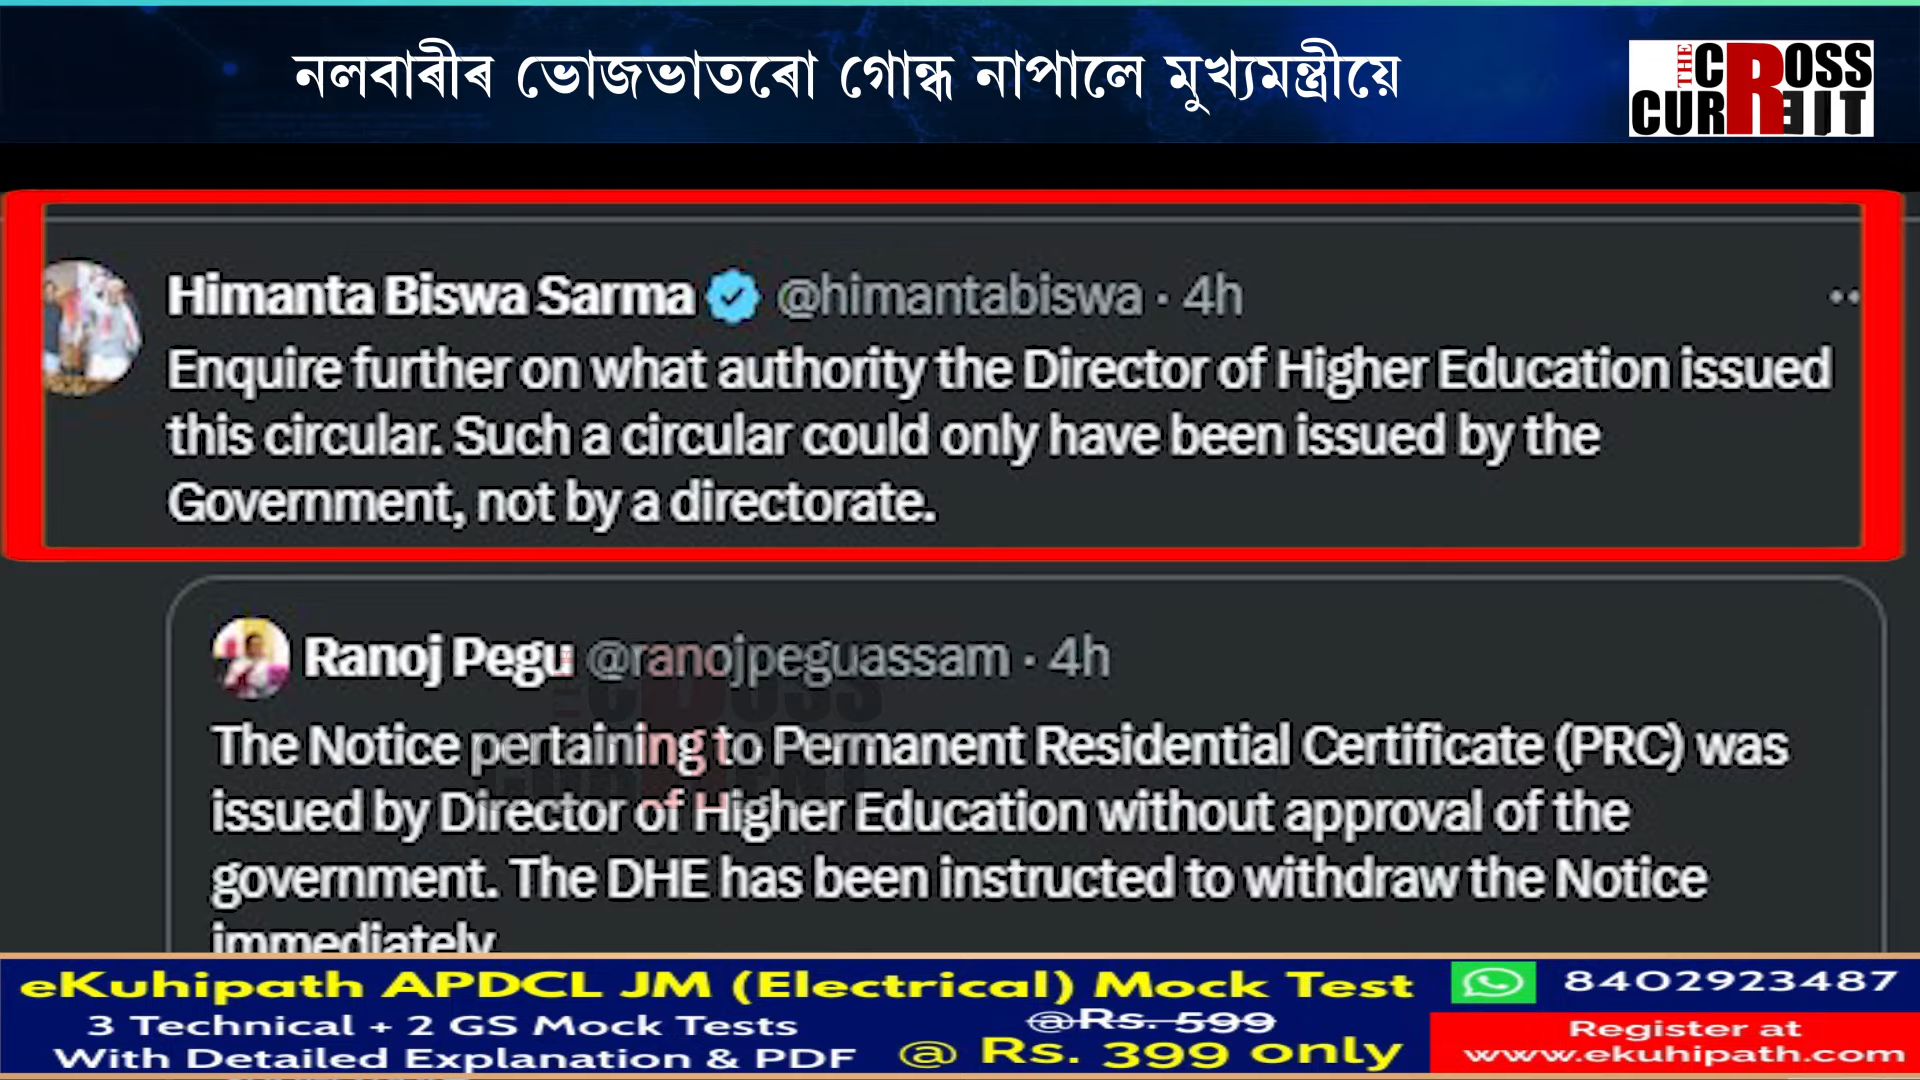 নলবাৰীৰ ভোজভাতৰো গোন্ধ নাপালে মুখ্যমন্ত্ৰীয়ে
THE CROSS
CURRENT
Himanta Biswa Sarma @himantabiswa · 4h
Enquire further on what authority the Director of Higher Education issued
this circular. Such a circular could only have been issued by the
Government, not by a directorate.
Ranoj Pegu @ranojpeguassam · 4h
The Notice pertaining to Permanent Residential Certificate (PRC) was
issued by Director of Higher Education without approval of the
government. The DHE has been instructed to withdraw the Notice
immediately.
eKuhipath APDCL JM (Electrical) Mock Test
3 Technical + 2 GS Mock Tests
With Detailed Explanation & PDF
@Rs. 599
@ Rs. 399 only
8402923487
Register at
www.ekuhipath.com